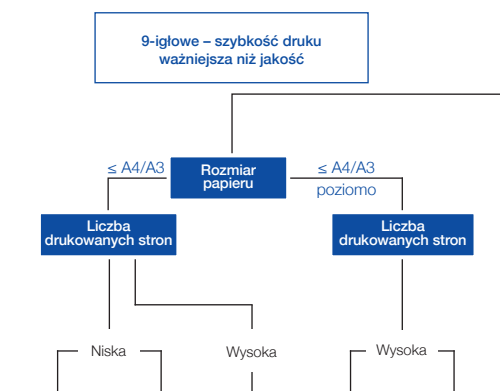 9-igłowe – szybkość druku
ważniejsza niż jakość
≤ A4/A3
Rozmiar
papieru
≤ A4/A3
poziomo
Liczba
drukowanych stron
Liczba
drukowanych stron
Niska
Wysoka
Wysoka